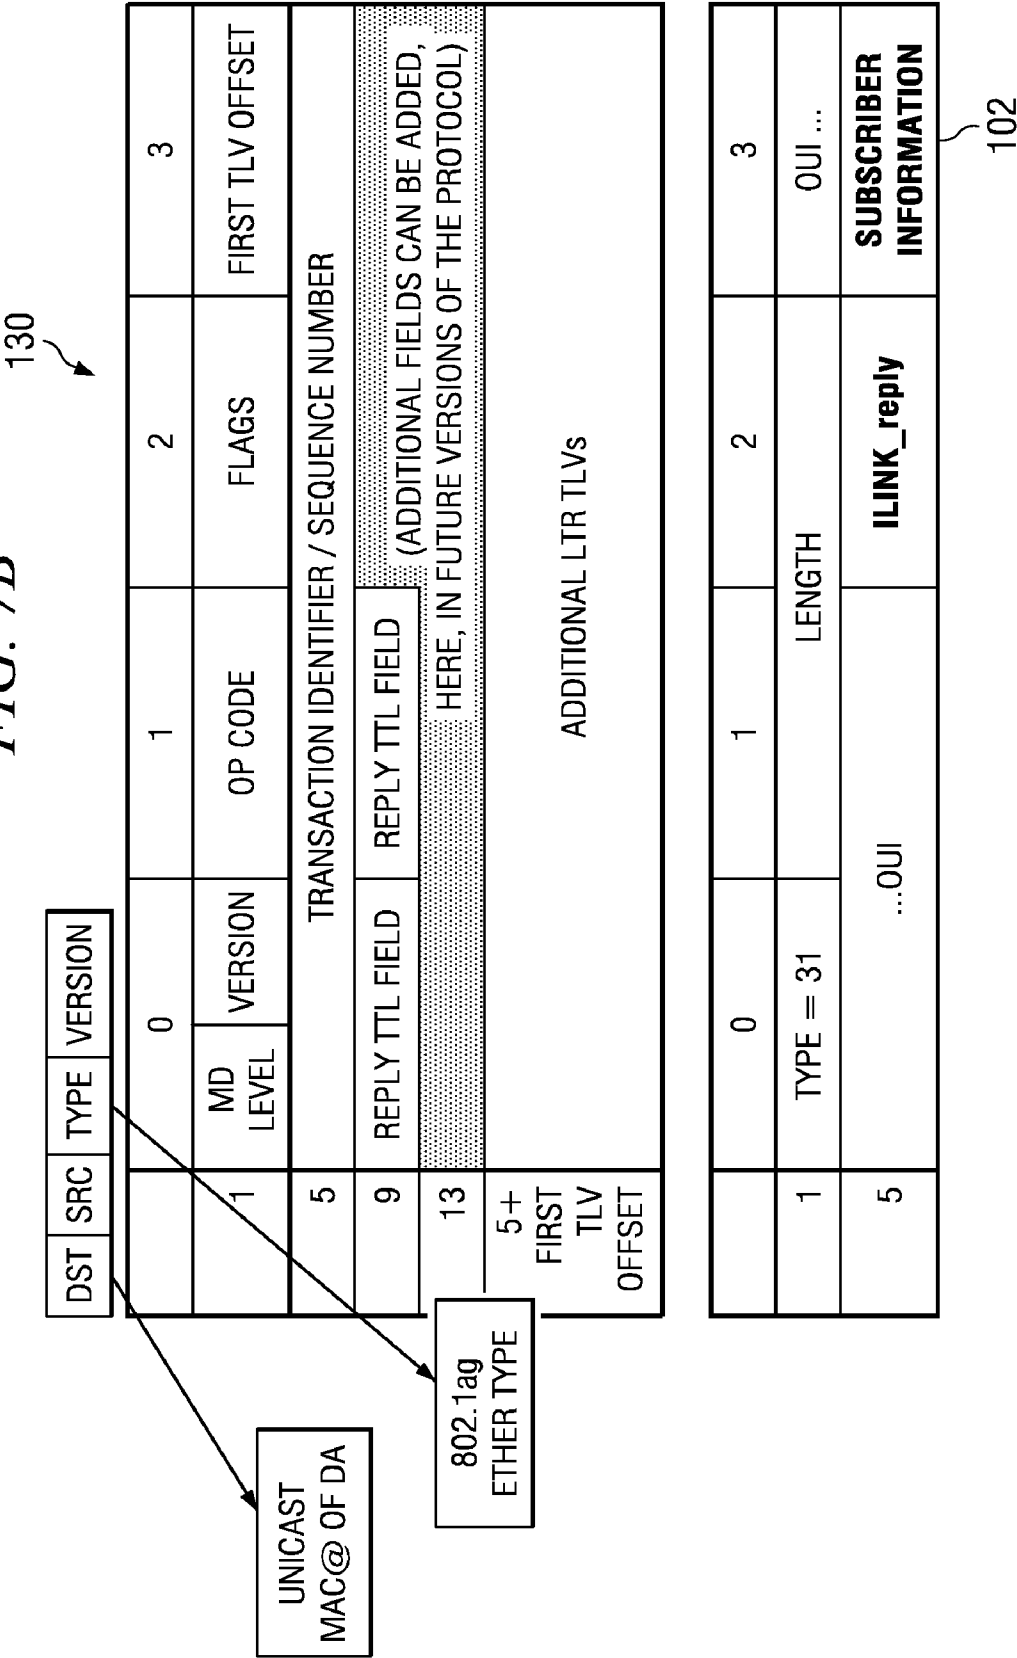 FIG. 7B
130
DST SRC TYPE VERSION
UNICAST
MAC@ OF DA
802.1ag
ETHER TYPE
0 1 2 3
1 MD
LEVEL VERSION OP CODE FLAGS FIRST TLV OFFSET
5 TRANSACTION IDENTIFIER / SEQUENCE NUMBER
9 REPLY TTL FIELD REPLY TTL FIELD
13 (ADDITIONAL FIELDS CAN BE ADDED,
HERE, IN FUTURE VERSIONS OF THE PROTOCOL)
5+
FIRST
TLV
OFFSET
ADDITIONAL LTR TLVs
0 1 2 3
1 TYPE = 31 LENGTH OUI ...
5 ...OUI ILINK_reply SUBSCRIBER
INFORMATION
102